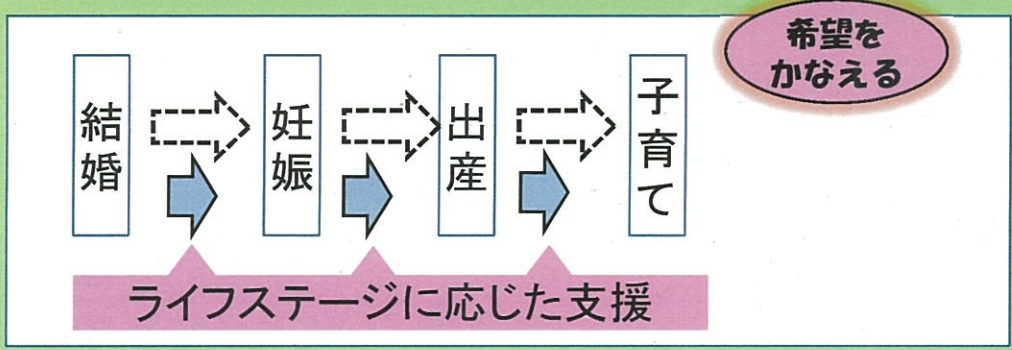 希望を
かなえる
結婚
妊娠
出産
子育て
ライフステージに応じた支援